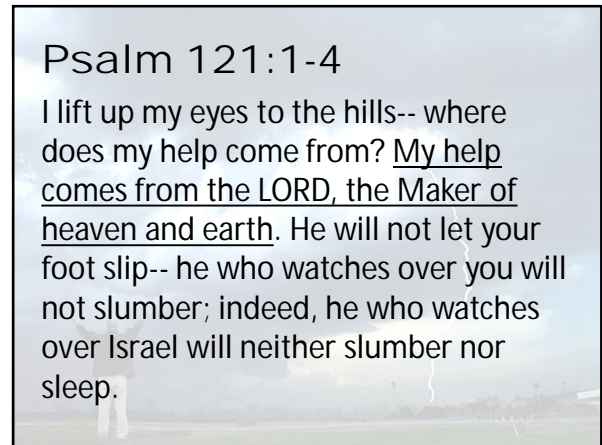 Psalm 121:1-4
I lift up my eyes to the hills-- where
does my help come from? My help
comes from the LORD, the Maker of
heaven and earth. He will not let your
foot slip-- he who watches over you will
not slumber; indeed, he who watches
over Israel will neither slumber nor
sleep.